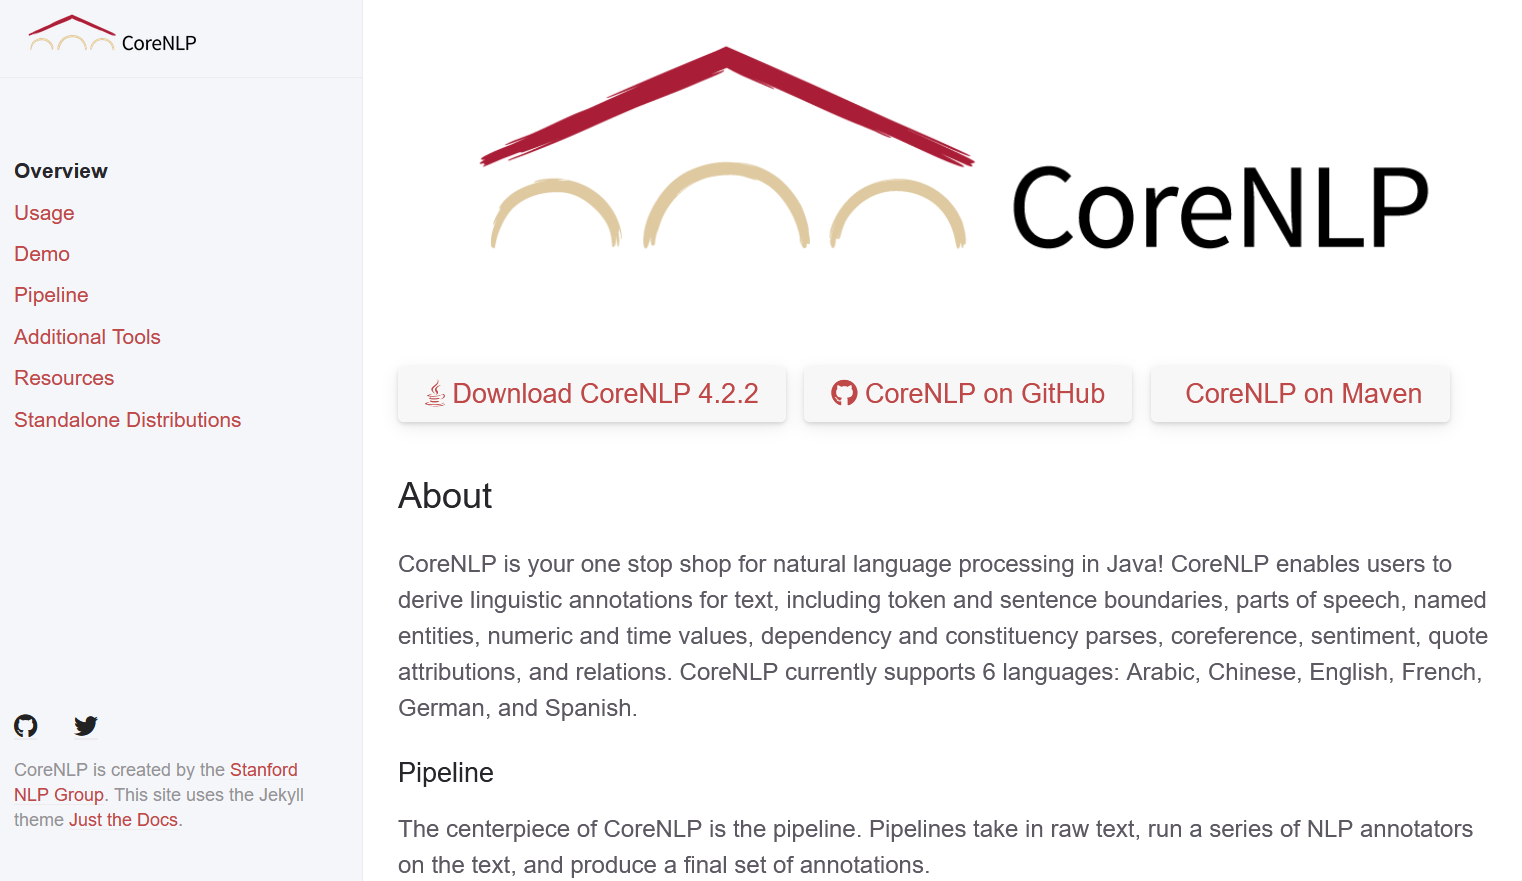 CoreNLP
Overview
Usage
Demo
Pipeline
Additional Tools
Resources
Standalone Distributions
CoreNLP is created by the Stanford
NLP Group. This site uses the Jekyll
theme Just the Docs.
CoreNLP
Download CoreNLP 4.2.2
CoreNLP on GitHub
CoreNLP on Maven
About
CoreNLP is your one stop shop for natural language processing in Java! CoreNLP enables users to
derive linguistic annotations for text, including token and sentence boundaries, parts of speech, named
entities, numeric and time values, dependency and constituency parses, coreference, sentiment, quote
attributions, and relations. CoreNLP currently supports 6 languages: Arabic, Chinese, English, French,
German, and Spanish.
Pipeline
The centerpiece of CoreNLP is the pipeline. Pipelines take in raw text, run a series of NLP annotators
on the text, and produce a final set of annotations.